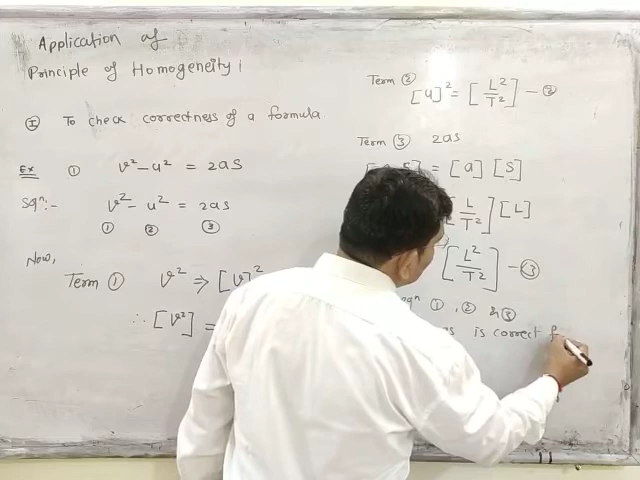 Application of
Principle of Homogeneity:
Ⓘ To check correctness of a formula
Ex ① v² – u² = 2as
Solⁿ:- v² – u² = 2as
① ② ③
Now,
Term ① v² ⇒ [v]²
∴ [v²] =
Term ② [u]² = [L²/T²] – ②
Term ③ 2as
= [a] [s]
L/T²] [L]
[L²/T²] – ③
eqⁿ ①, ② & ③
is correct